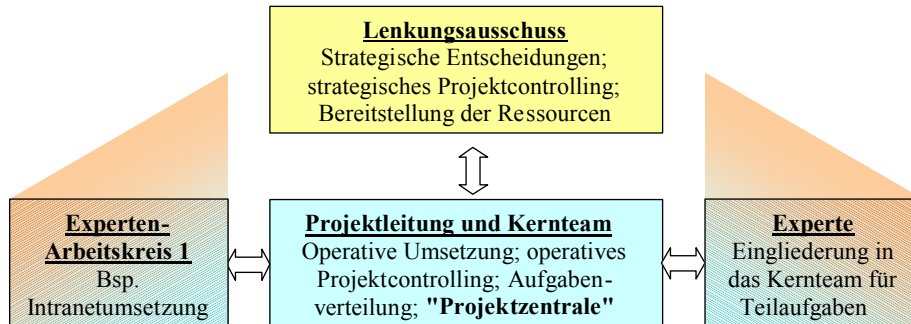 Lenkungsausschuss
Strategische Entscheidungen;
strategisches Projektcontrolling;
Bereitstellung der Ressourcen
Experten-
Arbeitskreis 1
Bsp.
Intranetumsetzung
Projektleitung und Kernteam
Operative Umsetzung; operatives
Projektcontrolling; Aufgaben-
verteilung; "Projektzentrale"
Experte
Eingliederung in
das Kernteam für
Teilaufgaben